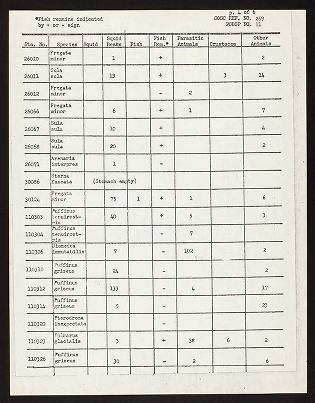 p. 4 of 6
*Fish remains indicated GOSC REF. NO. 269
by + or - sign POBSP NO. 11
Squid Fish Parasitic Other
Sta. No. Species Squid Beaks Fish Rem.* Animals Crustacea Animals
Fregata
26010 minor 1 + 2
Sula
26011 sula 13 + 3 14
Fregata
26012 minor - 2
Fregata
26066 minor 6 + 1 7
Sula
26067 sula 10 + 4
Sula
26068 sula 20 + 2
Arenaria
26071 interpres 1 -
Sterna
30086 fuscata (Stomach empty)
Fregata
30124 minor 75 1 + 1 6
Puffinus
110303 tenuirost- 40 + 5 3
ris
Puffinus
110304 tenuirost- - 7
ris
Diomedea
110305 immutabilis 7 - 102 2
Puffinus
110310 griseus 24 - 2
Puffinus
110312 griseus 133 - 4 17
Puffinus
110314 griseus 5 - 23
Pterodroma
110320 inexpectata -
Fulmarus
110323 glacialis 3 + 38 6 2
Puffinus
110326 griseus 30 - 2 6